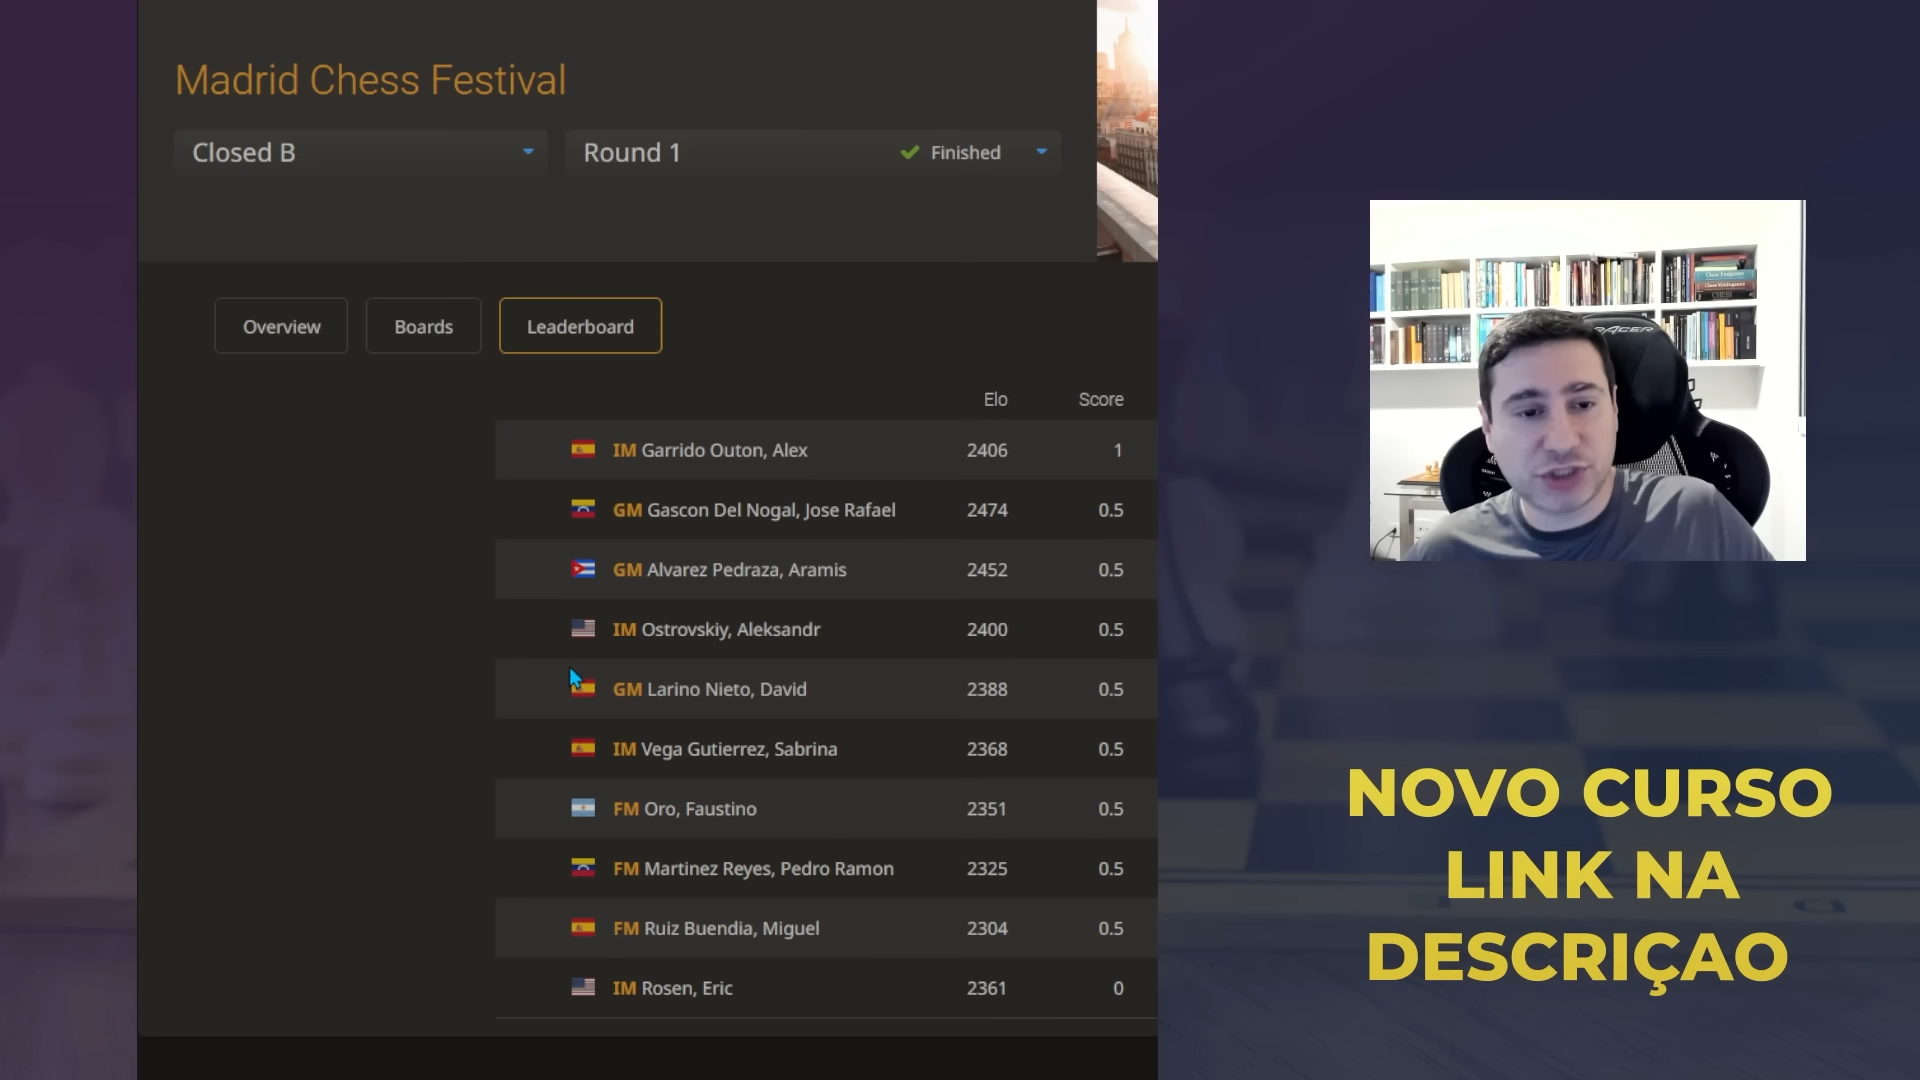 Madrid Chess Festival
Closed B
Round 1 Finished
Overview Boards Leaderboard
Elo Score
IM Garrido Outon, Alex 2406 1
GM Gascon Del Nogal, Jose Rafael 2474 0.5
GM Alvarez Pedraza, Aramis 2452 0.5
IM Ostrovskiy, Aleksandr 2400 0.5
GM Larino Nieto, David 2388 0.5
IM Vega Gutierrez, Sabrina 2368 0.5
FM Oro, Faustino 2351 0.5
FM Martinez Reyes, Pedro Ramon 2325 0.5
FM Ruiz Buendia, Miguel 2304 0.5
IM Rosen, Eric 2361 0
NOVO CURSO
LINK NA
DESCRIÇAO